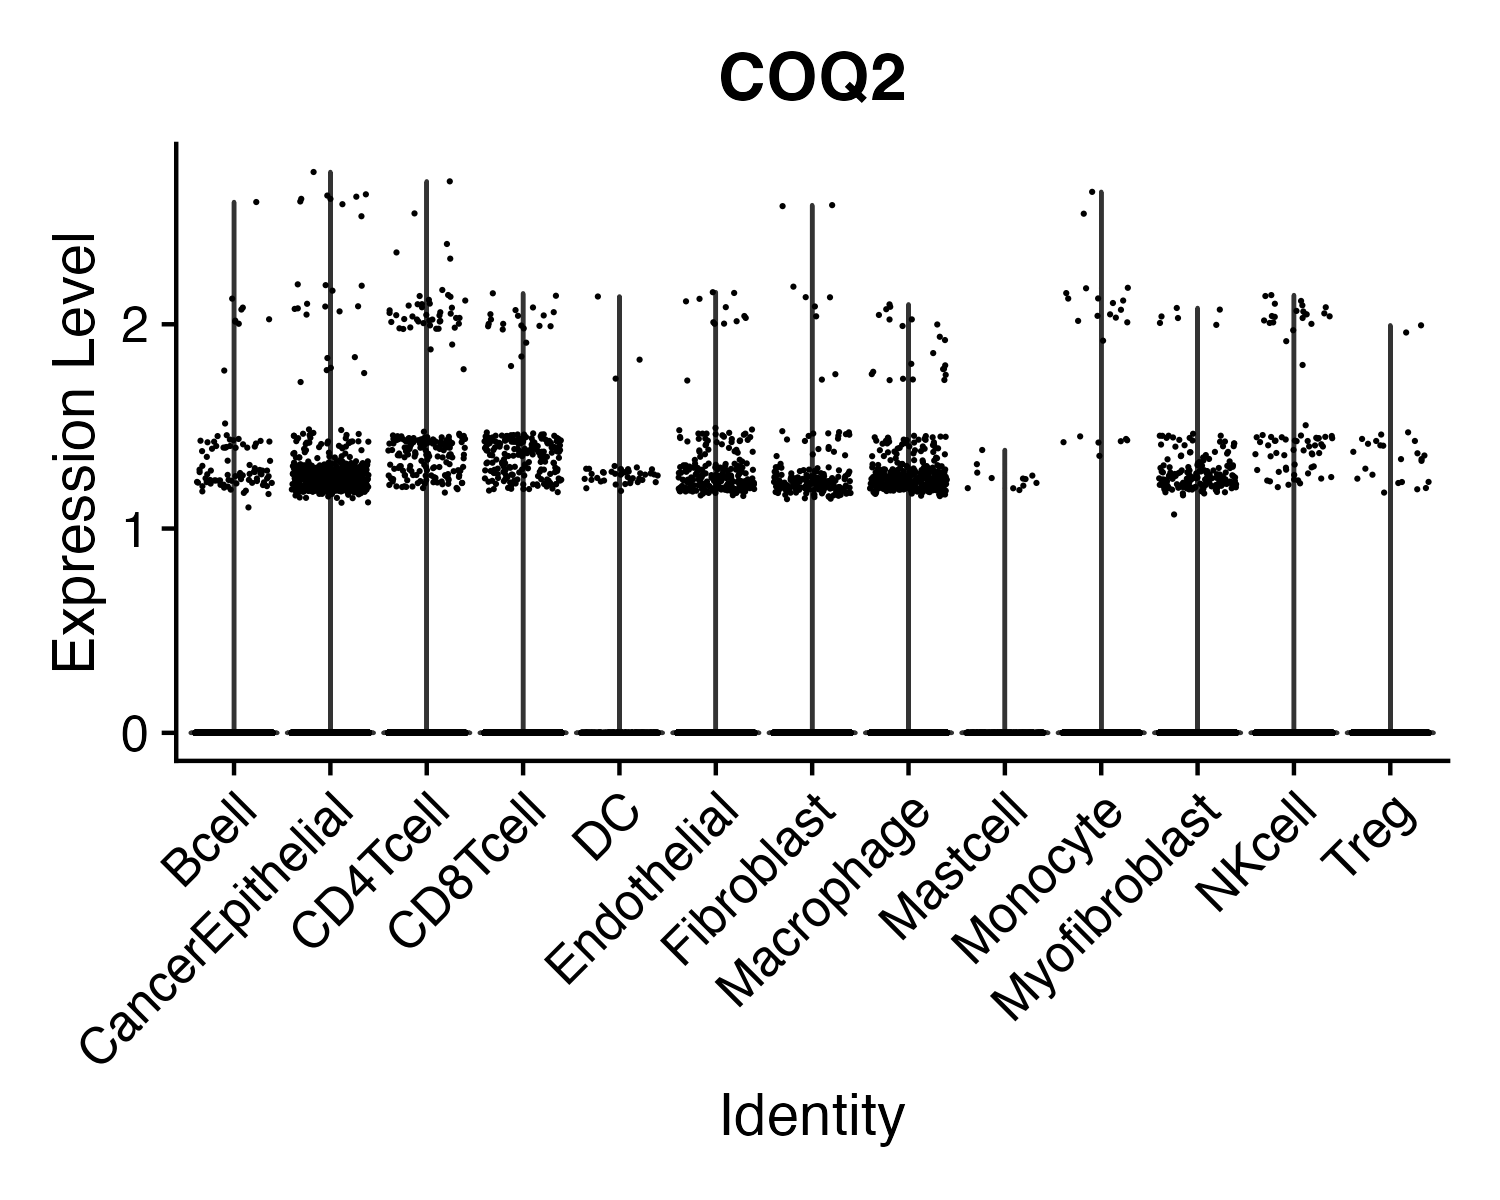 COQ2
Expression Level
2
1
0
Bcell
CancerEpithelial
CD4Tcell
CD8Tcell
DC
Endothelial
Fibroblast
Macrophage
Mastcell
Monocyte
Myofibroblast
NKcell
Treg
Identity